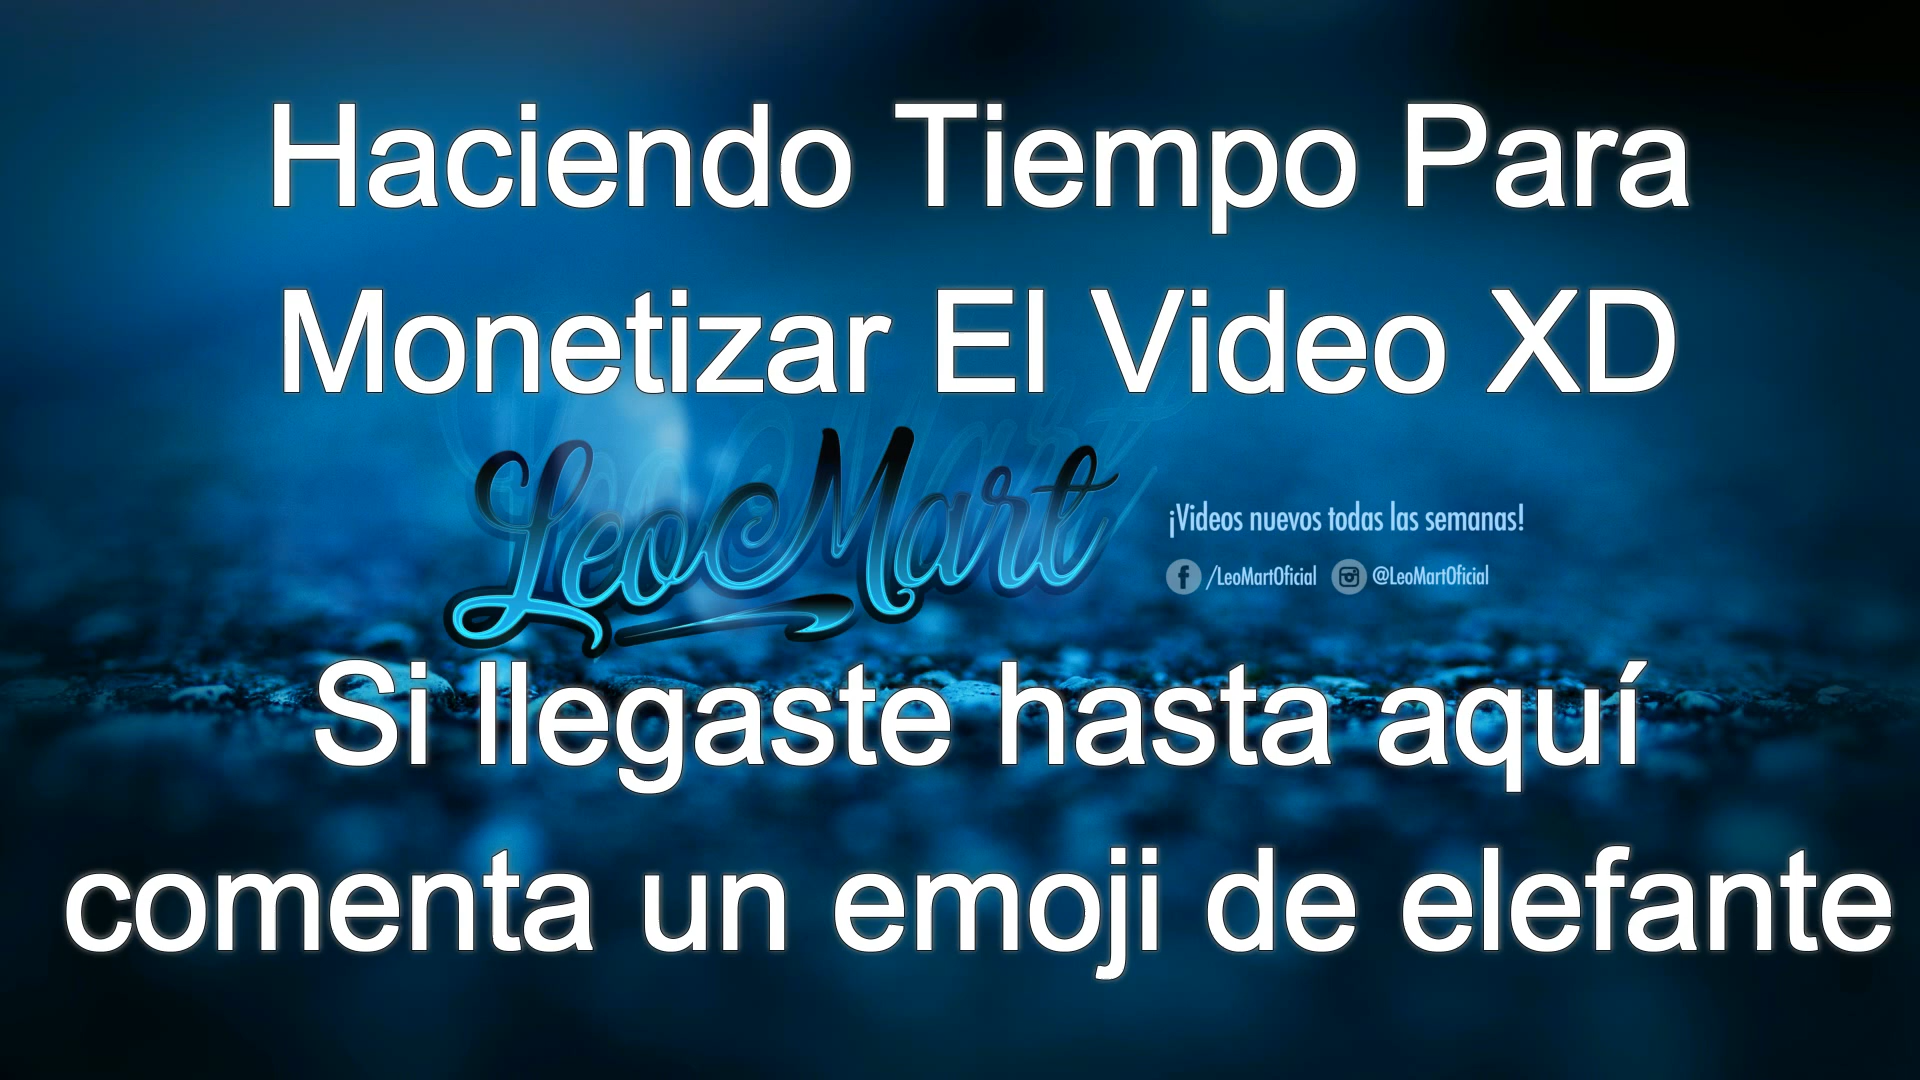 Haciendo Tiempo Para
Monetizar El Video XD
LeoMart
¡Videos nuevos todas las semanas!
/LeoMartOficial @LeoMartOficial
Si llegaste hasta aquí
comenta un emoji de elefante